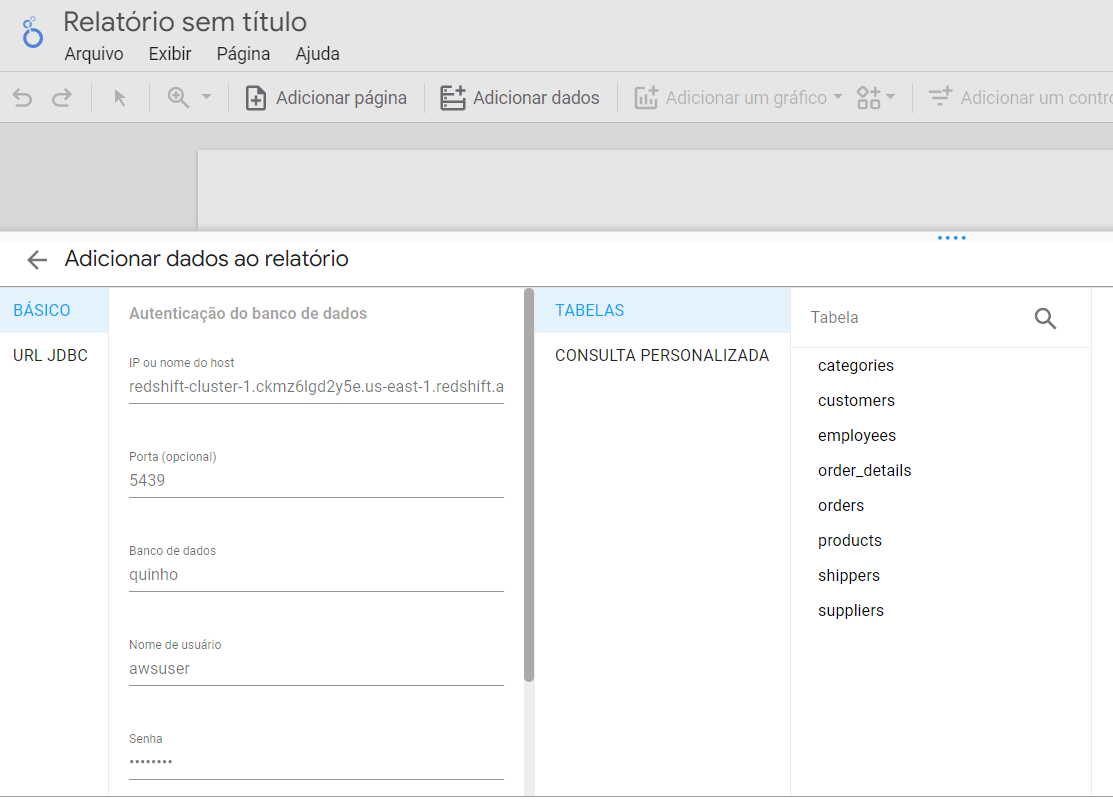 Relatório sem título
Arquivo Exibir Página Ajuda
Adicionar página Adicionar dados Adicionar um gráfico Adicionar um contro
Adicionar dados ao relatório
BÁSICO
URL JDBC
Autenticação do banco de dados
IP ou nome do host
redshift-cluster-1.ckmz6lgd2y5e.us-east-1.redshift.a
Porta (opcional)
5439
Banco de dados
quinho
Nome de usuário
awsuser
Senha
••••••••
TABELAS
CONSULTA PERSONALIZADA
Tabela
categories
customers
employees
order_details
orders
products
shippers
suppliers